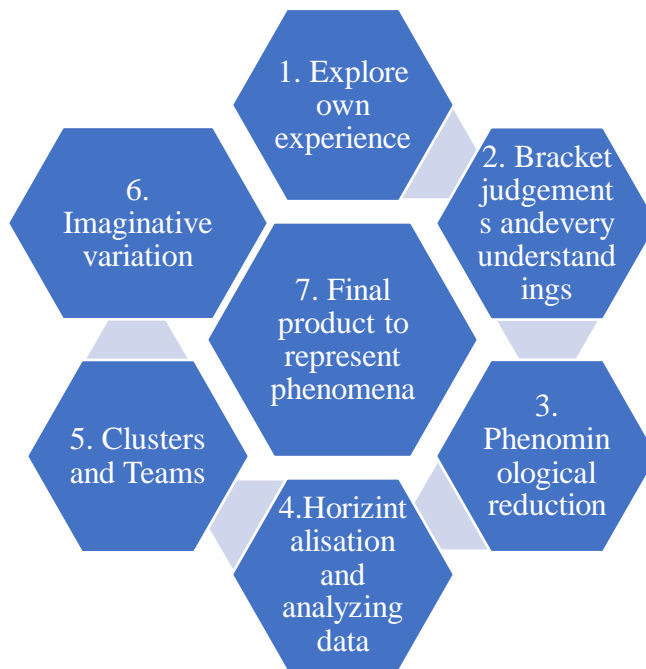 1. Explore
own
experience
2. Bracket
judgement
s andevery
understand
ings
3.
Phenomin
ological
reduction
4.Horizint
alisation
and
analyzing
data
5. Clusters
and Teams
6.
Imaginative
variation
7. Final
product to
represent
phenomena